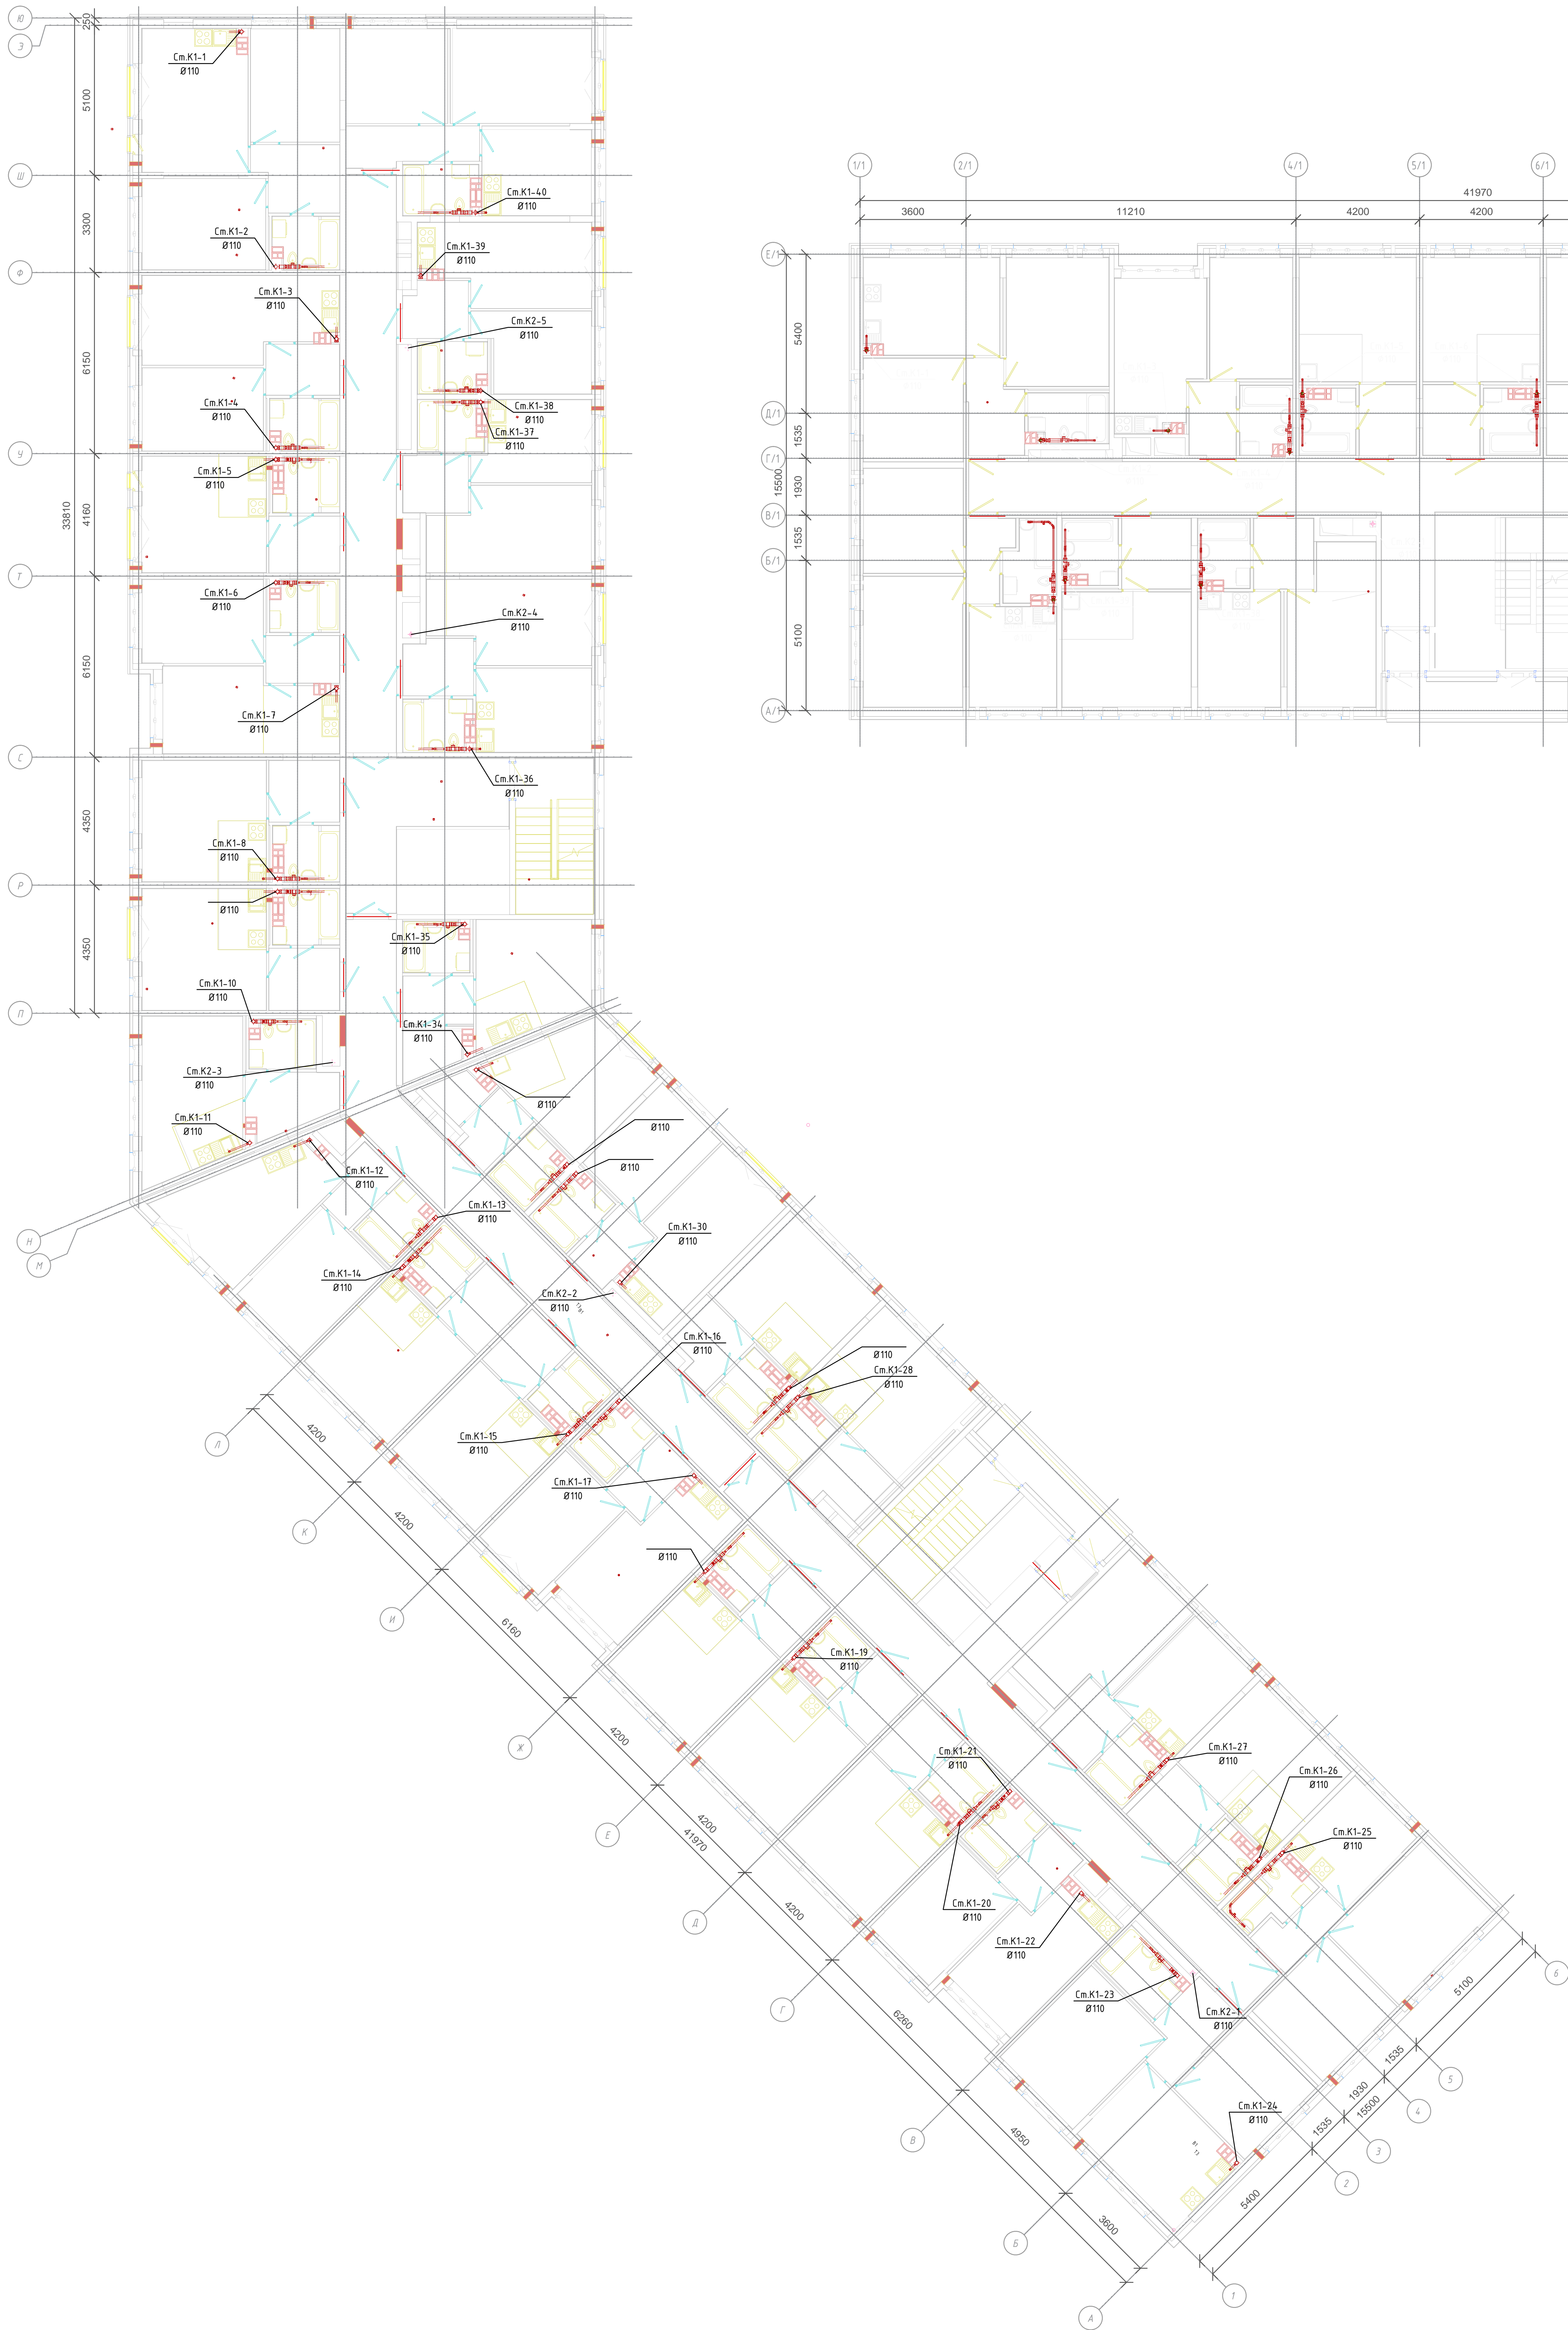 Ю
З
250
5100
Ш
3300
Ф
6150
У
4160
Т
6150
С
4350
Р
4350
П
33810
Н
М
Ст.К1-1
Ø110
Ст.К1-2
Ø110
Ст.К1-3
Ø110
Ст.К1-4
Ø110
Ст.К1-5
Ø110
Ст.К1-6
Ø110
Ст.К1-7
Ø110
Ст.К1-8
Ø110
Ø110
Ст.К1-10
Ø110
Ст.К2-3
Ø110
Ст.К1-11
Ø110
Ст.К1-12
Ø110
Ст.К1-40
Ø110
Ст.К1-39
Ø110
Ст.К2-5
Ø110
Ст.К1-38
Ø110
Ст.К1-37
Ø110
Ст.К2-4
Ø110
Ст.К1-36
Ø110
Ст.К1-35
Ø110
Ст.К1-34
Ø110
Ø110
Ø110
Ø110
Ст.К1-13
Ø110
Ст.К1-14
Ø110
Ст.К1-30
Ø110
Ст.К2-2
Ø110
Ст.К1-16
Ø110
Ø110
Ст.К1-28
Ø110
Ст.К1-15
Ø110
Ст.К1-17
Ø110
Ø110
Ст.К1-19
Ø110
Ст.К1-21
Ø110
Ст.К1-27
Ø110
Ст.К1-26
Ø110
Ст.К1-25
Ø110
Ст.К1-20
Ø110
Ст.К1-22
Ø110
Ст.К1-23
Ø110
Ст.К2-1
Ø110
Ст.К1-24
Ø110
Л
4200
К
4200
И
6160
Ж
4200
Е
4200
41970
Д
4200
Г
6260
В
4950
Б
3600
А
1
5400
2
1535
3
1930
15500
4
1535
5
5100
6
1/1
2/1
4/1
5/1
6/1
41970
3600
11210
4200
4200
Е/1
5400
Д/1
1535
Г/1
15500
1930
В/1
1535
Б/1
5100
А/1